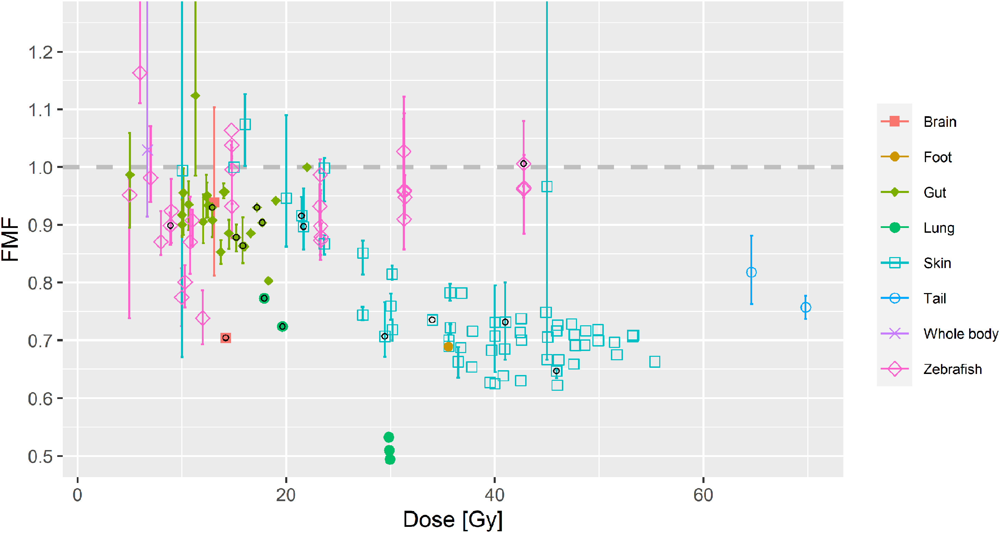 FMF
1.2
1.1
1.0
0.9
0.8
0.7
0.6
0.5
0 20 40 60
Dose [Gy]
Brain
Foot
Gut
Lung
Skin
Tail
Whole body
Zebrafish